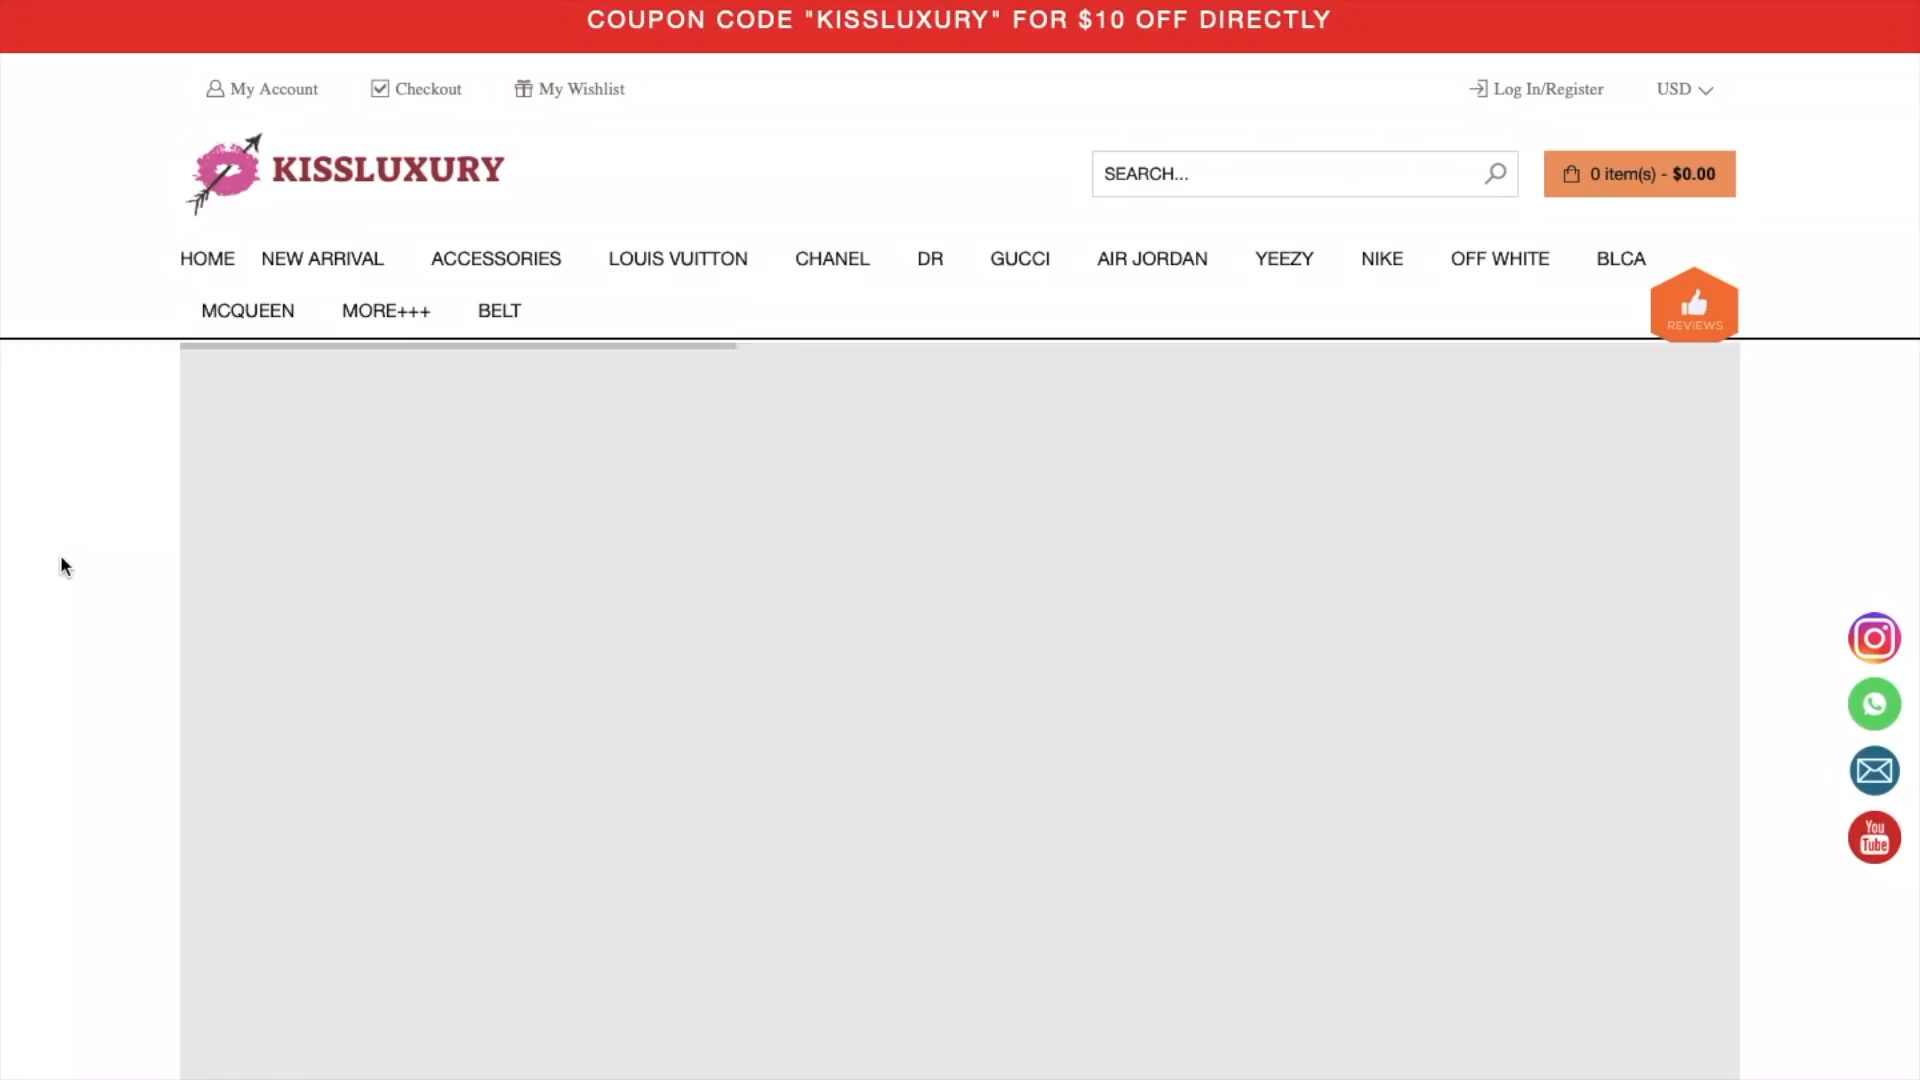 COUPON CODE "KISSLUXURY" FOR $10 OFF DIRECTLY
My Account Checkout My Wishlist Log In/Register USD
KISSLUXURY
SEARCH...
0 item(s) - $0.00
HOME NEW ARRIVAL ACCESSORIES LOUIS VUITTON CHANEL DR GUCCI AIR JORDAN YEEZY NIKE OFF WHITE BLCA
MCQUEEN MORE+++ BELT
REVIEWS
You
Tube